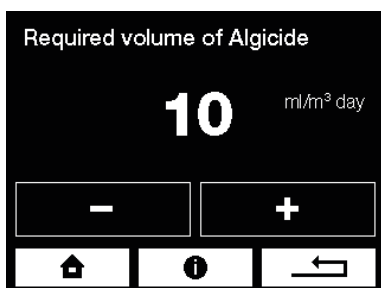 Required volume of Algicide
10 ml/m³ day
− +